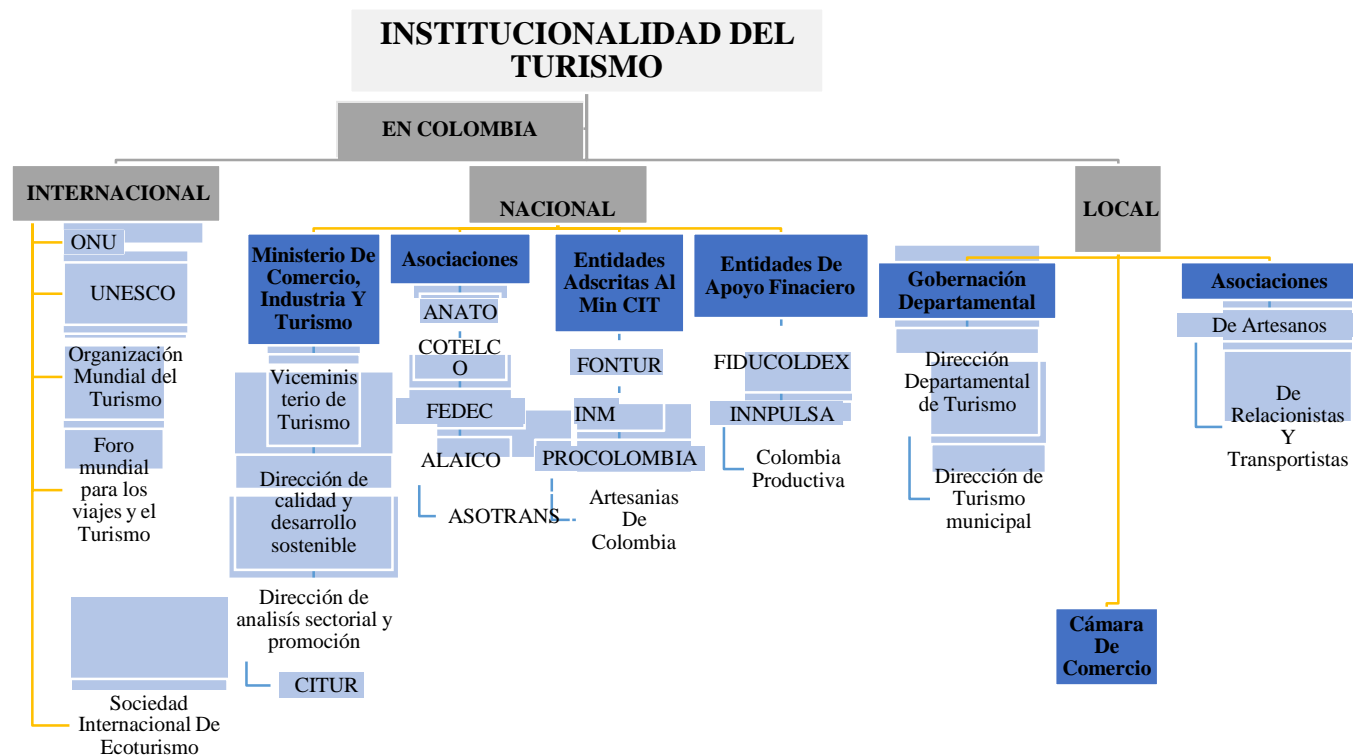 INSTITUCIONALIDAD DEL
TURISMO
EN COLOMBIA
INTERNACIONAL
ONU
UNESCO
Organización
Mundial del
Turismo
Foro
mundial
para los
viajes y el
Turismo
Sociedad
Internacional De
Ecoturismo
NACIONAL
Ministerio De
Comercio,
Industria Y
Turismo
Viceminis
terio de
Turismo
Dirección de
calidad y
desarrollo
sostenible
Dirección de
analisís sectorial y
promoción
CITUR
Asociaciones
ANATO
COTELC
O
FEDEC
ALAICO
ASOTRANS
Entidades
Adscritas Al
Min CIT
FONTUR
INM
PROCOLOMBIA
Artesanias
De
Colombia
Entidades De
Apoyo Finaciero
FIDUCOLDEX
INNPULSA
Colombia
Productiva
LOCAL
Gobernación
Departamental
Dirección
Departamental
de Turismo
Dirección de
Turismo
municipal
Cámara
De
Comercio
Asociaciones
De Artesanos
De
Relacionistas
Y
Transportistas